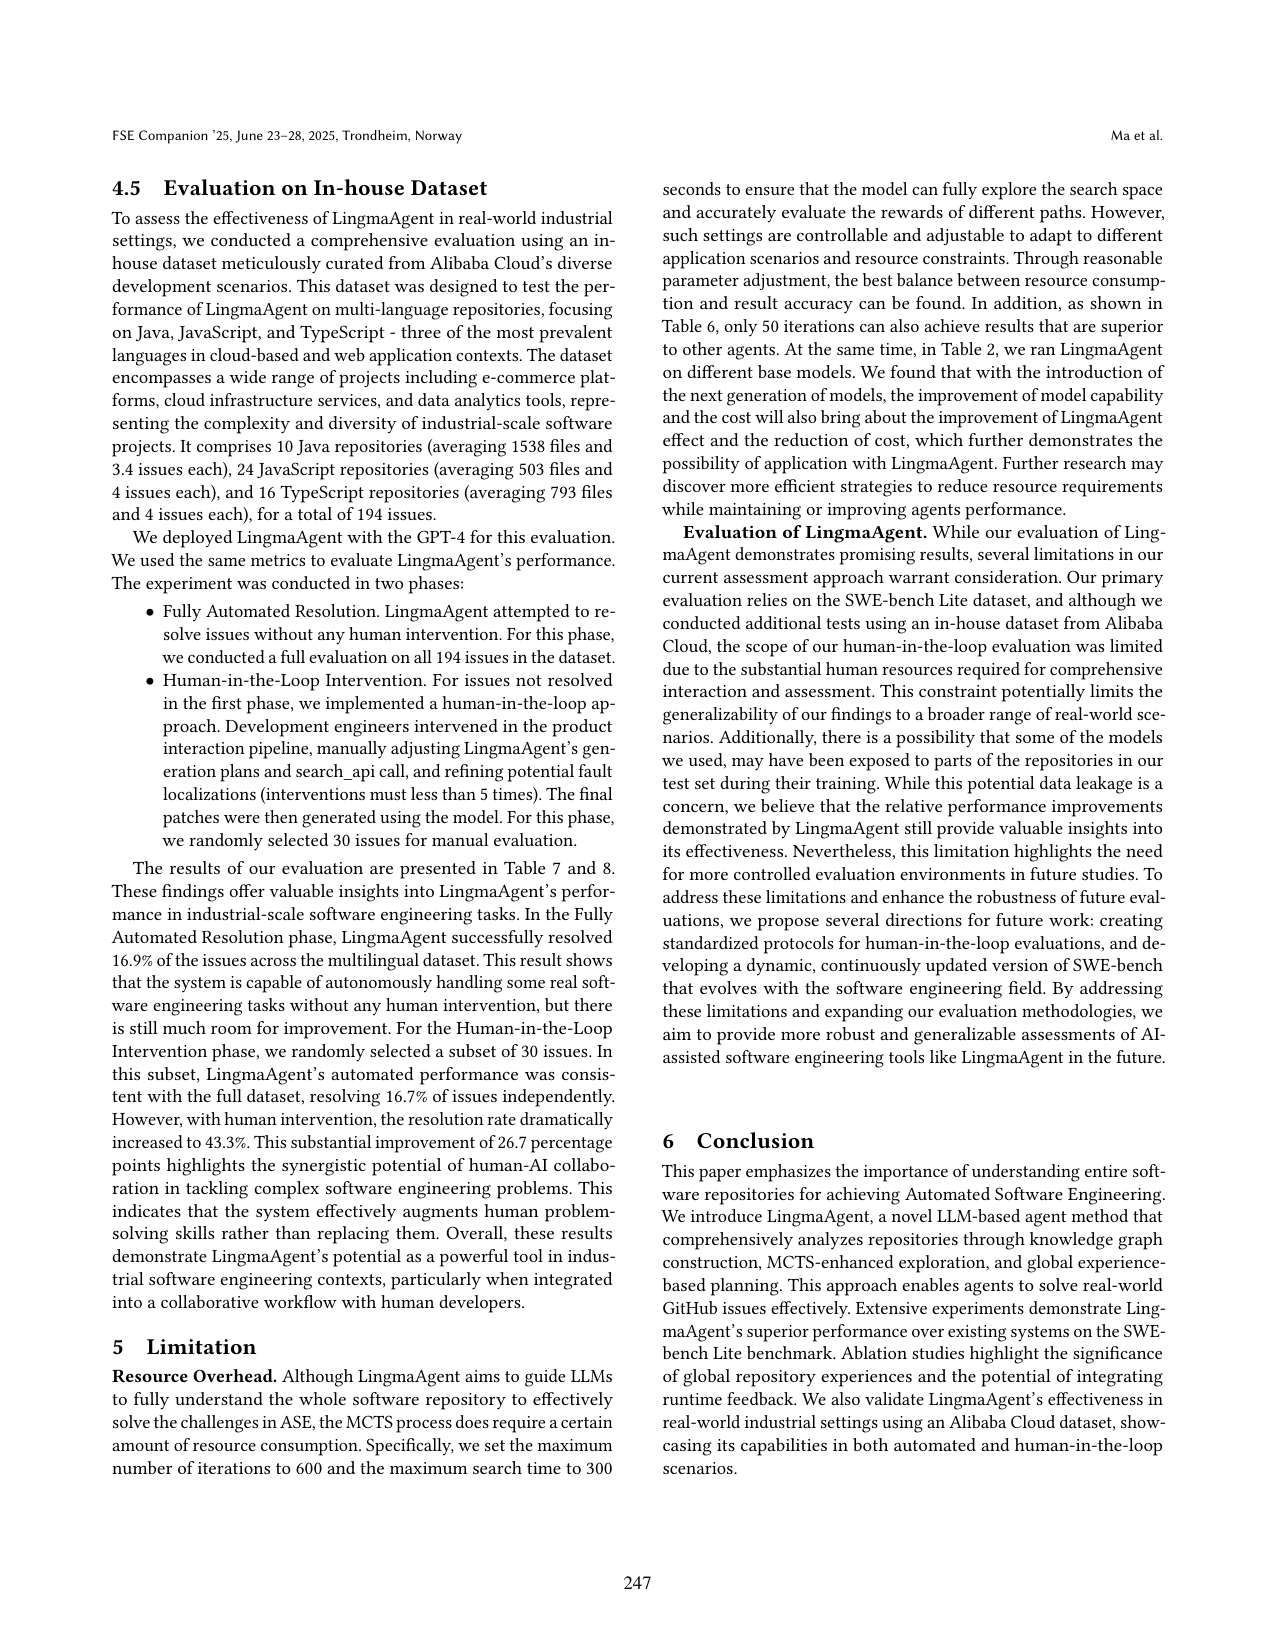 FSE Companion ’25, June 23–28, 2025, Trondheim, Norway
Ma et al.
4.5 Evaluation on In-house Dataset
To assess the effectiveness of LingmaAgent in real-world industrial
settings, we conducted a comprehensive evaluation using an in-
house dataset meticulously curated from Alibaba Cloud’s diverse
development scenarios. This dataset was designed to test the per-
formance of LingmaAgent on multi-language repositories, focusing
on Java, JavaScript, and TypeScript - three of the most prevalent
languages in cloud-based and web application contexts. The dataset
encompasses a wide range of projects including e-commerce plat-
forms, cloud infrastructure services, and data analytics tools, repre-
senting the complexity and diversity of industrial-scale software
projects. It comprises 10 Java repositories (averaging 1538 files and
3.4 issues each), 24 JavaScript repositories (averaging 503 files and
4 issues each), and 16 TypeScript repositories (averaging 793 files
and 4 issues each), for a total of 194 issues.
We deployed LingmaAgent with the GPT-4 for this evaluation.
We used the same metrics to evaluate LingmaAgent’s performance.
The experiment was conducted in two phases:
• Fully Automated Resolution. LingmaAgent attempted to re-
solve issues without any human intervention. For this phase,
we conducted a full evaluation on all 194 issues in the dataset.
• Human-in-the-Loop Intervention. For issues not resolved
in the first phase, we implemented a human-in-the-loop ap-
proach. Development engineers intervened in the product
interaction pipeline, manually adjusting LingmaAgent’s gen-
eration plans and search_api call, and refining potential fault
localizations (interventions must less than 5 times). The final
patches were then generated using the model. For this phase,
we randomly selected 30 issues for manual evaluation.
The results of our evaluation are presented in Table 7 and 8.
These findings offer valuable insights into LingmaAgent’s perfor-
mance in industrial-scale software engineering tasks. In the Fully
Automated Resolution phase, LingmaAgent successfully resolved
16.9% of the issues across the multilingual dataset. This result shows
that the system is capable of autonomously handling some real soft-
ware engineering tasks without any human intervention, but there
is still much room for improvement. For the Human-in-the-Loop
Intervention phase, we randomly selected a subset of 30 issues. In
this subset, LingmaAgent’s automated performance was consis-
tent with the full dataset, resolving 16.7% of issues independently.
However, with human intervention, the resolution rate dramatically
increased to 43.3%. This substantial improvement of 26.7 percentage
points highlights the synergistic potential of human-AI collabo-
ration in tackling complex software engineering problems. This
indicates that the system effectively augments human problem-
solving skills rather than replacing them. Overall, these results
demonstrate LingmaAgent’s potential as a powerful tool in indus-
trial software engineering contexts, particularly when integrated
into a collaborative workflow with human developers.
5 Limitation
Resource Overhead. Although LingmaAgent aims to guide LLMs
to fully understand the whole software repository to effectively
solve the challenges in ASE, the MCTS process does require a certain
amount of resource consumption. Specifically, we set the maximum
number of iterations to 600 and the maximum search time to 300
seconds to ensure that the model can fully explore the search space
and accurately evaluate the rewards of different paths. However,
such settings are controllable and adjustable to adapt to different
application scenarios and resource constraints. Through reasonable
parameter adjustment, the best balance between resource consump-
tion and result accuracy can be found. In addition, as shown in
Table 6, only 50 iterations can also achieve results that are superior
to other agents. At the same time, in Table 2, we ran LingmaAgent
on different base models. We found that with the introduction of
the next generation of models, the improvement of model capability
and the cost will also bring about the improvement of LingmaAgent
effect and the reduction of cost, which further demonstrates the
possibility of application with LingmaAgent. Further research may
discover more efficient strategies to reduce resource requirements
while maintaining or improving agents performance.
Evaluation of LingmaAgent. While our evaluation of Ling-
maAgent demonstrates promising results, several limitations in our
current assessment approach warrant consideration. Our primary
evaluation relies on the SWE-bench Lite dataset, and although we
conducted additional tests using an in-house dataset from Alibaba
Cloud, the scope of our human-in-the-loop evaluation was limited
due to the substantial human resources required for comprehensive
interaction and assessment. This constraint potentially limits the
generalizability of our findings to a broader range of real-world sce-
narios. Additionally, there is a possibility that some of the models
we used, may have been exposed to parts of the repositories in our
test set during their training. While this potential data leakage is a
concern, we believe that the relative performance improvements
demonstrated by LingmaAgent still provide valuable insights into
its effectiveness. Nevertheless, this limitation highlights the need
for more controlled evaluation environments in future studies. To
address these limitations and enhance the robustness of future eval-
uations, we propose several directions for future work: creating
standardized protocols for human-in-the-loop evaluations, and de-
veloping a dynamic, continuously updated version of SWE-bench
that evolves with the software engineering field. By addressing
these limitations and expanding our evaluation methodologies, we
aim to provide more robust and generalizable assessments of AI-
assisted software engineering tools like LingmaAgent in the future.
6 Conclusion
This paper emphasizes the importance of understanding entire soft-
ware repositories for achieving Automated Software Engineering.
We introduce LingmaAgent, a novel LLM-based agent method that
comprehensively analyzes repositories through knowledge graph
construction, MCTS-enhanced exploration, and global experience-
based planning. This approach enables agents to solve real-world
GitHub issues effectively. Extensive experiments demonstrate Ling-
maAgent’s superior performance over existing systems on the SWE-
bench Lite benchmark. Ablation studies highlight the significance
of global repository experiences and the potential of integrating
runtime feedback. We also validate LingmaAgent’s effectiveness in
real-world industrial settings using an Alibaba Cloud dataset, show-
casing its capabilities in both automated and human-in-the-loop
scenarios.
247